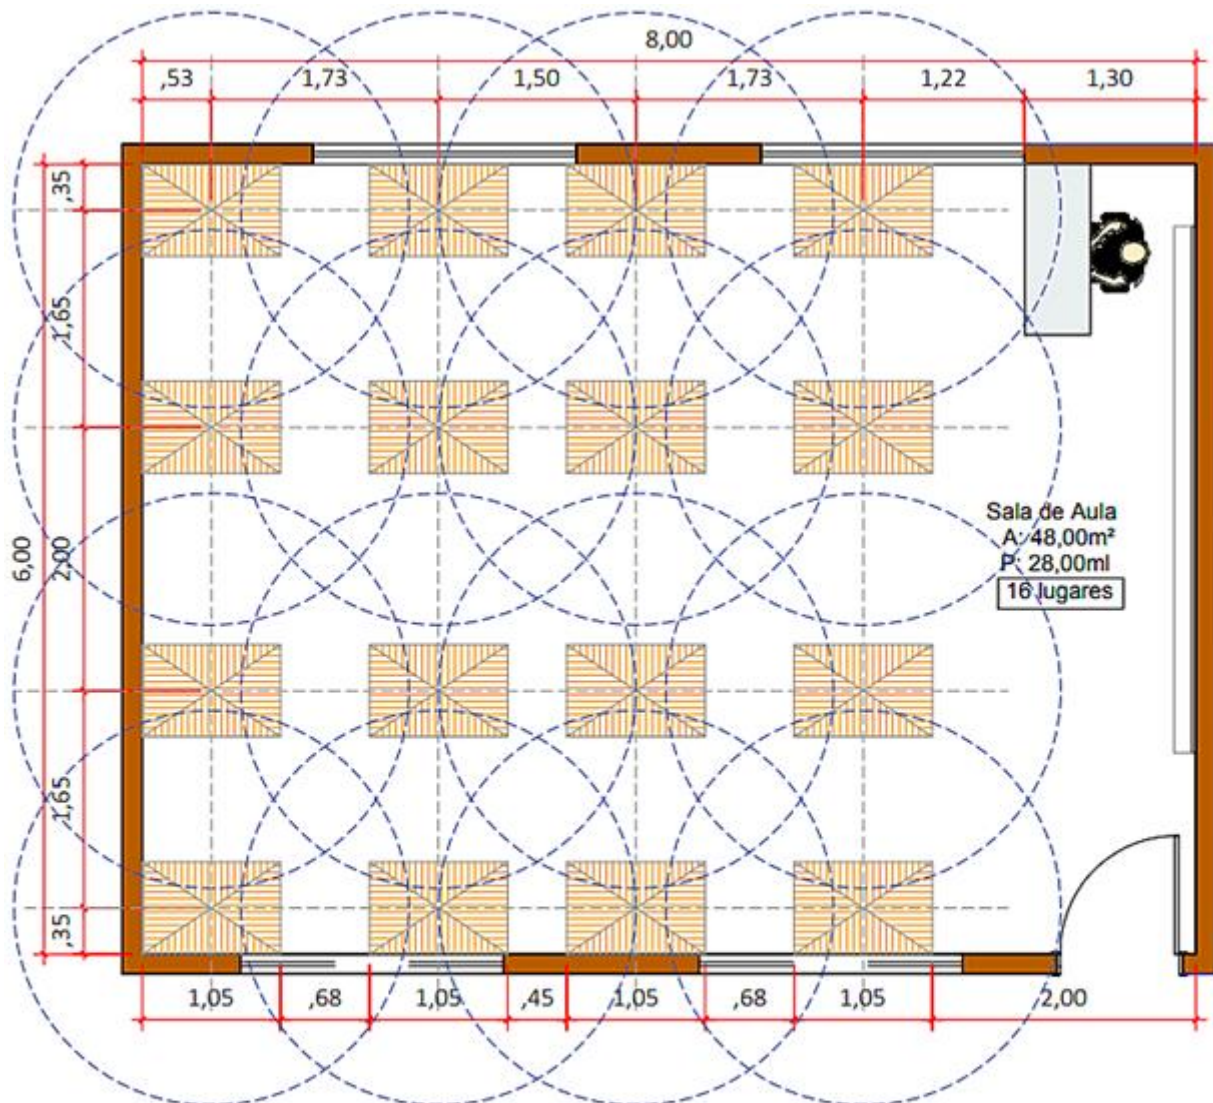 8,00
,53 1,73 1,50 1,73 1,22 1,30
,35
1,65
6,00
2,00
1,65
,35
Sala de Aula
A: 48,00m²
P: 28,00ml
16 lugares
1,05 ,68 1,05 ,45 1,05 ,68 1,05 2,00